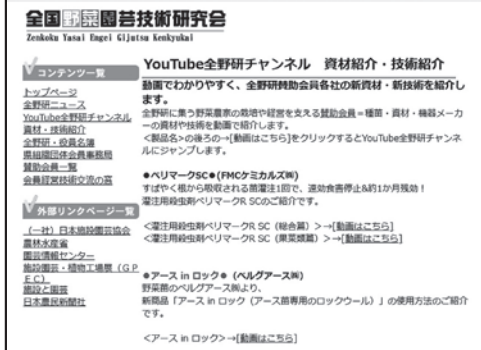 全国野菜園芸技術研究会
Zenkoku Yasai Engei Gijutsu Kenkyukai
コンテンツ一覧
トップページ
全野研ニュース
YouTube全野研チャンネル
資材・技術紹介
全野研・役員名簿
県組織団体会員事務局
賛助会員一覧
会員経営技術交流の宴
外部リンクページ一覧
（一社）日本施設園芸協会
農林水産省
園芸情報センター
施設園芸・植物工場展（ＧＰ
ＥＣ）
施設と園芸
日本農民新聞社
YouTube全野研チャンネル　資材紹介・技術紹介
動画でわかりやすく、全野研賛助会員各社の新資材・新技術を紹介し
ます。
全野研に集う野菜農家の栽培や経営を支える賛助会員＝種苗・資材・機器メーカ
ーの資材や技術を動画で紹介します。
<製品名>の後ろの→[動画はこちら]をクリックするとYouTube全野研チャンネ
ルにジャンプします。
●ベリマークSC●(FMCケミカルズ㈱)
すばやく根から吸収される苗灌注1回で、速効食害停止&約1か月残効！
灌注用殺虫剤ベリマークR SCのご紹介です。
<灌注用殺虫剤ベリマークR SC（総合篇）>→[動画はこちら]
<灌注用殺虫剤ベリマークR SC（果菜類篇）>→[動画はこちら]
●アース in ロック●（ベルグアース㈱）
野菜苗のベルグアース㈱より、
新商品「アース in ロック（アース苗専用のロックウール）」の使用方法のご紹介
です。
<アース in ロック>→[動画はこちら]